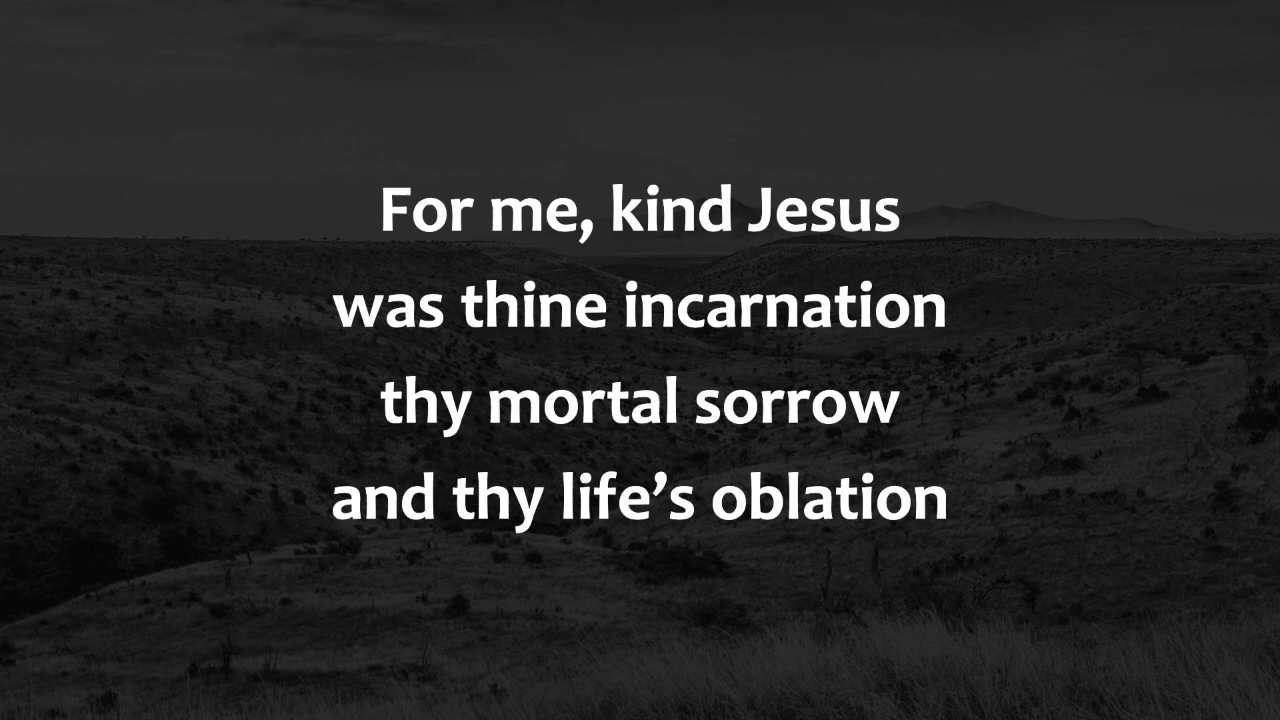 For me, kind Jesus
was thine incarnation
thy mortal sorrow
and thy life’s oblation